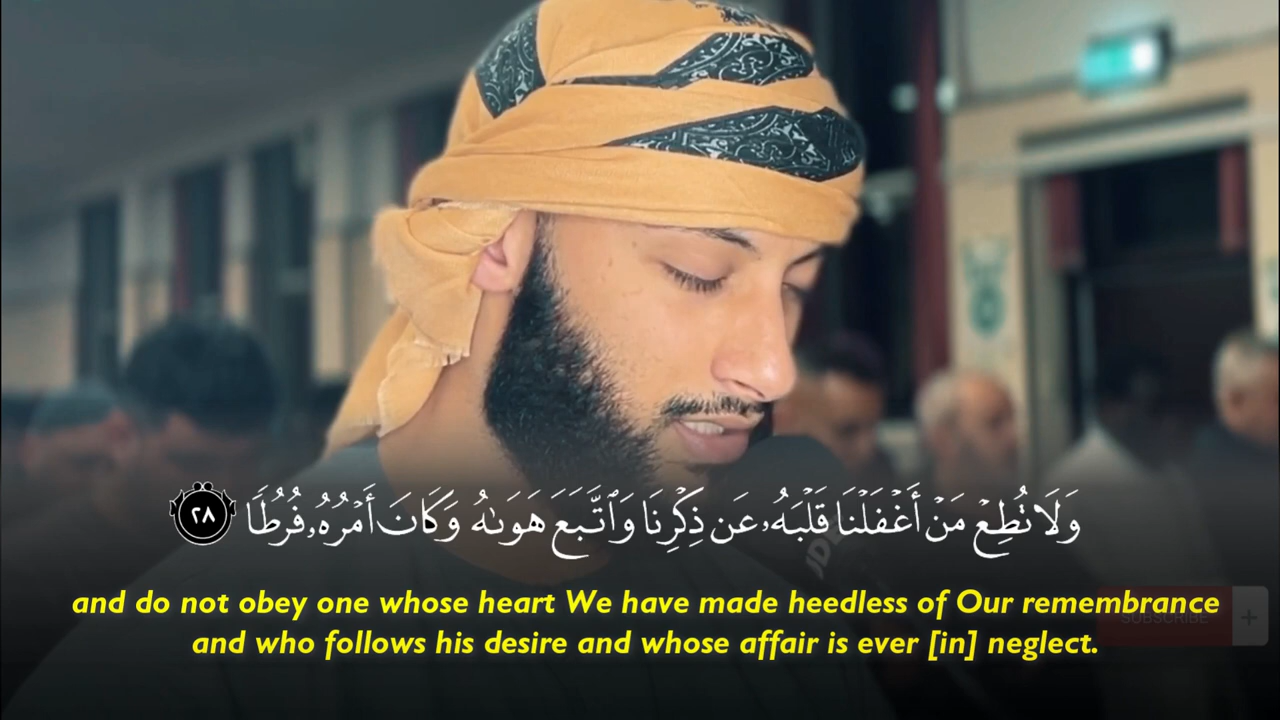 وَلَا تُطِعْ مَنْ أَغْفَلْنَا قَلْبَهُۥ عَن ذِكْرِنَا وَٱتَّبَعَ هَوَىٰهُ وَكَانَ أَمْرُهُۥ فُرُطًا ٢٨
and do not obey one whose heart We have made heedless of Our remembrance
and who follows his desire and whose affair is ever [in] neglect.
SUBSCRIBE +